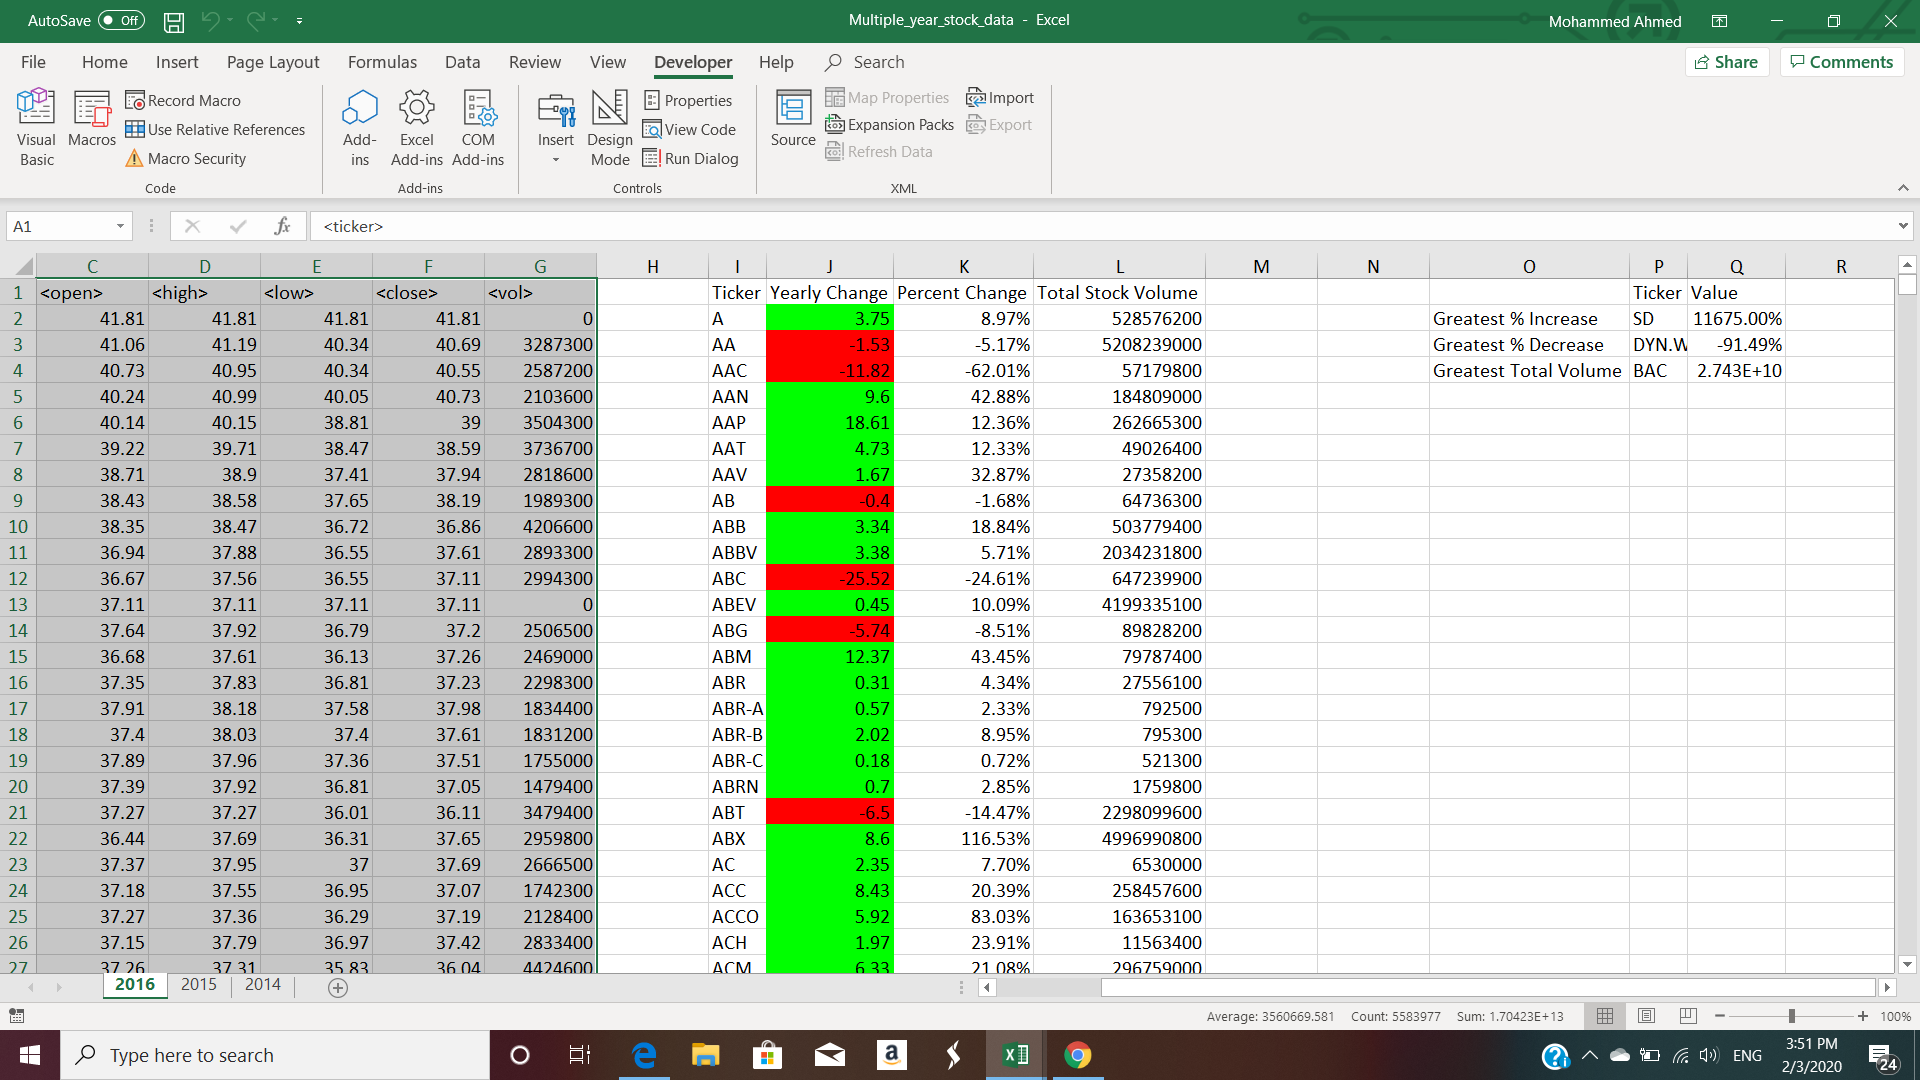 AutoSave Off Multiple_year_stock_data - Excel Mohammed Ahmed
File Home Insert Page Layout Formulas Data Review View Developer Help Search Share Comments
Visual Basic
Macros
Record Macro
Use Relative References
Macro Security
Code
Add-ins
Excel Add-ins
COM Add-ins
Add-ins
Insert
Design Mode
Properties
View Code
Run Dialog
Controls
Source
Map Properties
Expansion Packs
Refresh Data
Import
Export
XML
A1 fx <ticker>
C D E F G H I J K L M N O P Q R
1 <open> <high> <low> <close> <vol> Ticker Yearly Change Percent Change Total Stock Volume Ticker Value
2 41.81 41.81 41.81 41.81 0 A 3.75 8.97% 528576200 Greatest % Increase SD 11675.00%
3 41.06 41.19 40.34 40.69 3287300 AA -1.53 -5.17% 5208239000 Greatest % Decrease DYN.W -91.49%
4 40.73 40.95 40.34 40.55 2587200 AAC -11.82 -62.01% 57179800 Greatest Total Volume BAC 2.743E+10
5 40.24 40.99 40.05 40.73 2103600 AAN 9.6 42.88% 184809000
6 40.14 40.15 38.81 39 3504300 AAP 18.61 12.36% 262665300
7 39.22 39.71 38.47 38.59 3736700 AAT 4.73 12.33% 49026400
8 38.71 38.9 37.41 37.94 2818600 AAV 1.67 32.87% 27358200
9 38.43 38.58 37.65 38.19 1989300 AB -0.4 -1.68% 64736300
10 38.35 38.47 36.72 36.86 4206600 ABB 3.34 18.84% 503779400
11 36.94 37.88 36.55 37.61 2893300 ABBV 3.38 5.71% 2034231800
12 36.67 37.56 36.55 37.11 2994300 ABC -25.52 -24.61% 647239900
13 37.11 37.11 37.11 37.11 0 ABEV 0.45 10.09% 4199335100
14 37.64 37.92 36.79 37.2 2506500 ABG -5.74 -8.51% 89828200
15 36.68 37.61 36.13 37.26 2469000 ABM 12.37 43.45% 79787400
16 37.35 37.83 36.81 37.23 2298300 ABR 0.31 4.34% 27556100
17 37.91 38.18 37.58 37.98 1834400 ABR-A 0.57 2.33% 792500
18 37.4 38.03 37.4 37.61 1831200 ABR-B 2.02 8.95% 795300
19 37.89 37.96 37.36 37.51 1755000 ABR-C 0.18 0.72% 521300
20 37.39 37.92 36.81 37.05 1479400 ABRN 0.7 2.85% 1759800
21 37.27 37.27 36.01 36.11 3479400 ABT -6.5 -14.47% 2298099600
22 36.44 37.69 36.31 37.65 2959800 ABX 8.6 116.53% 4996990800
23 37.37 37.95 37 37.69 2666500 AC 2.35 7.70% 6530000
24 37.18 37.55 36.95 37.07 1742300 ACC 8.43 20.39% 258457600
25 37.27 37.36 36.29 37.19 2128400 ACCO 5.92 83.03% 163653100
26 37.15 37.79 36.97 37.42 2833400 ACH 1.97 23.91% 11563400
27 37.26 37.31 35.83 36.04 4424600 ACM 6.33 21.08% 296759000
2016 2015 2014
Average: 3560669.581 Count: 5583977 Sum: 1.70423E+13 100%
Type here to search
ENG
3:51 PM
2/3/2020
24